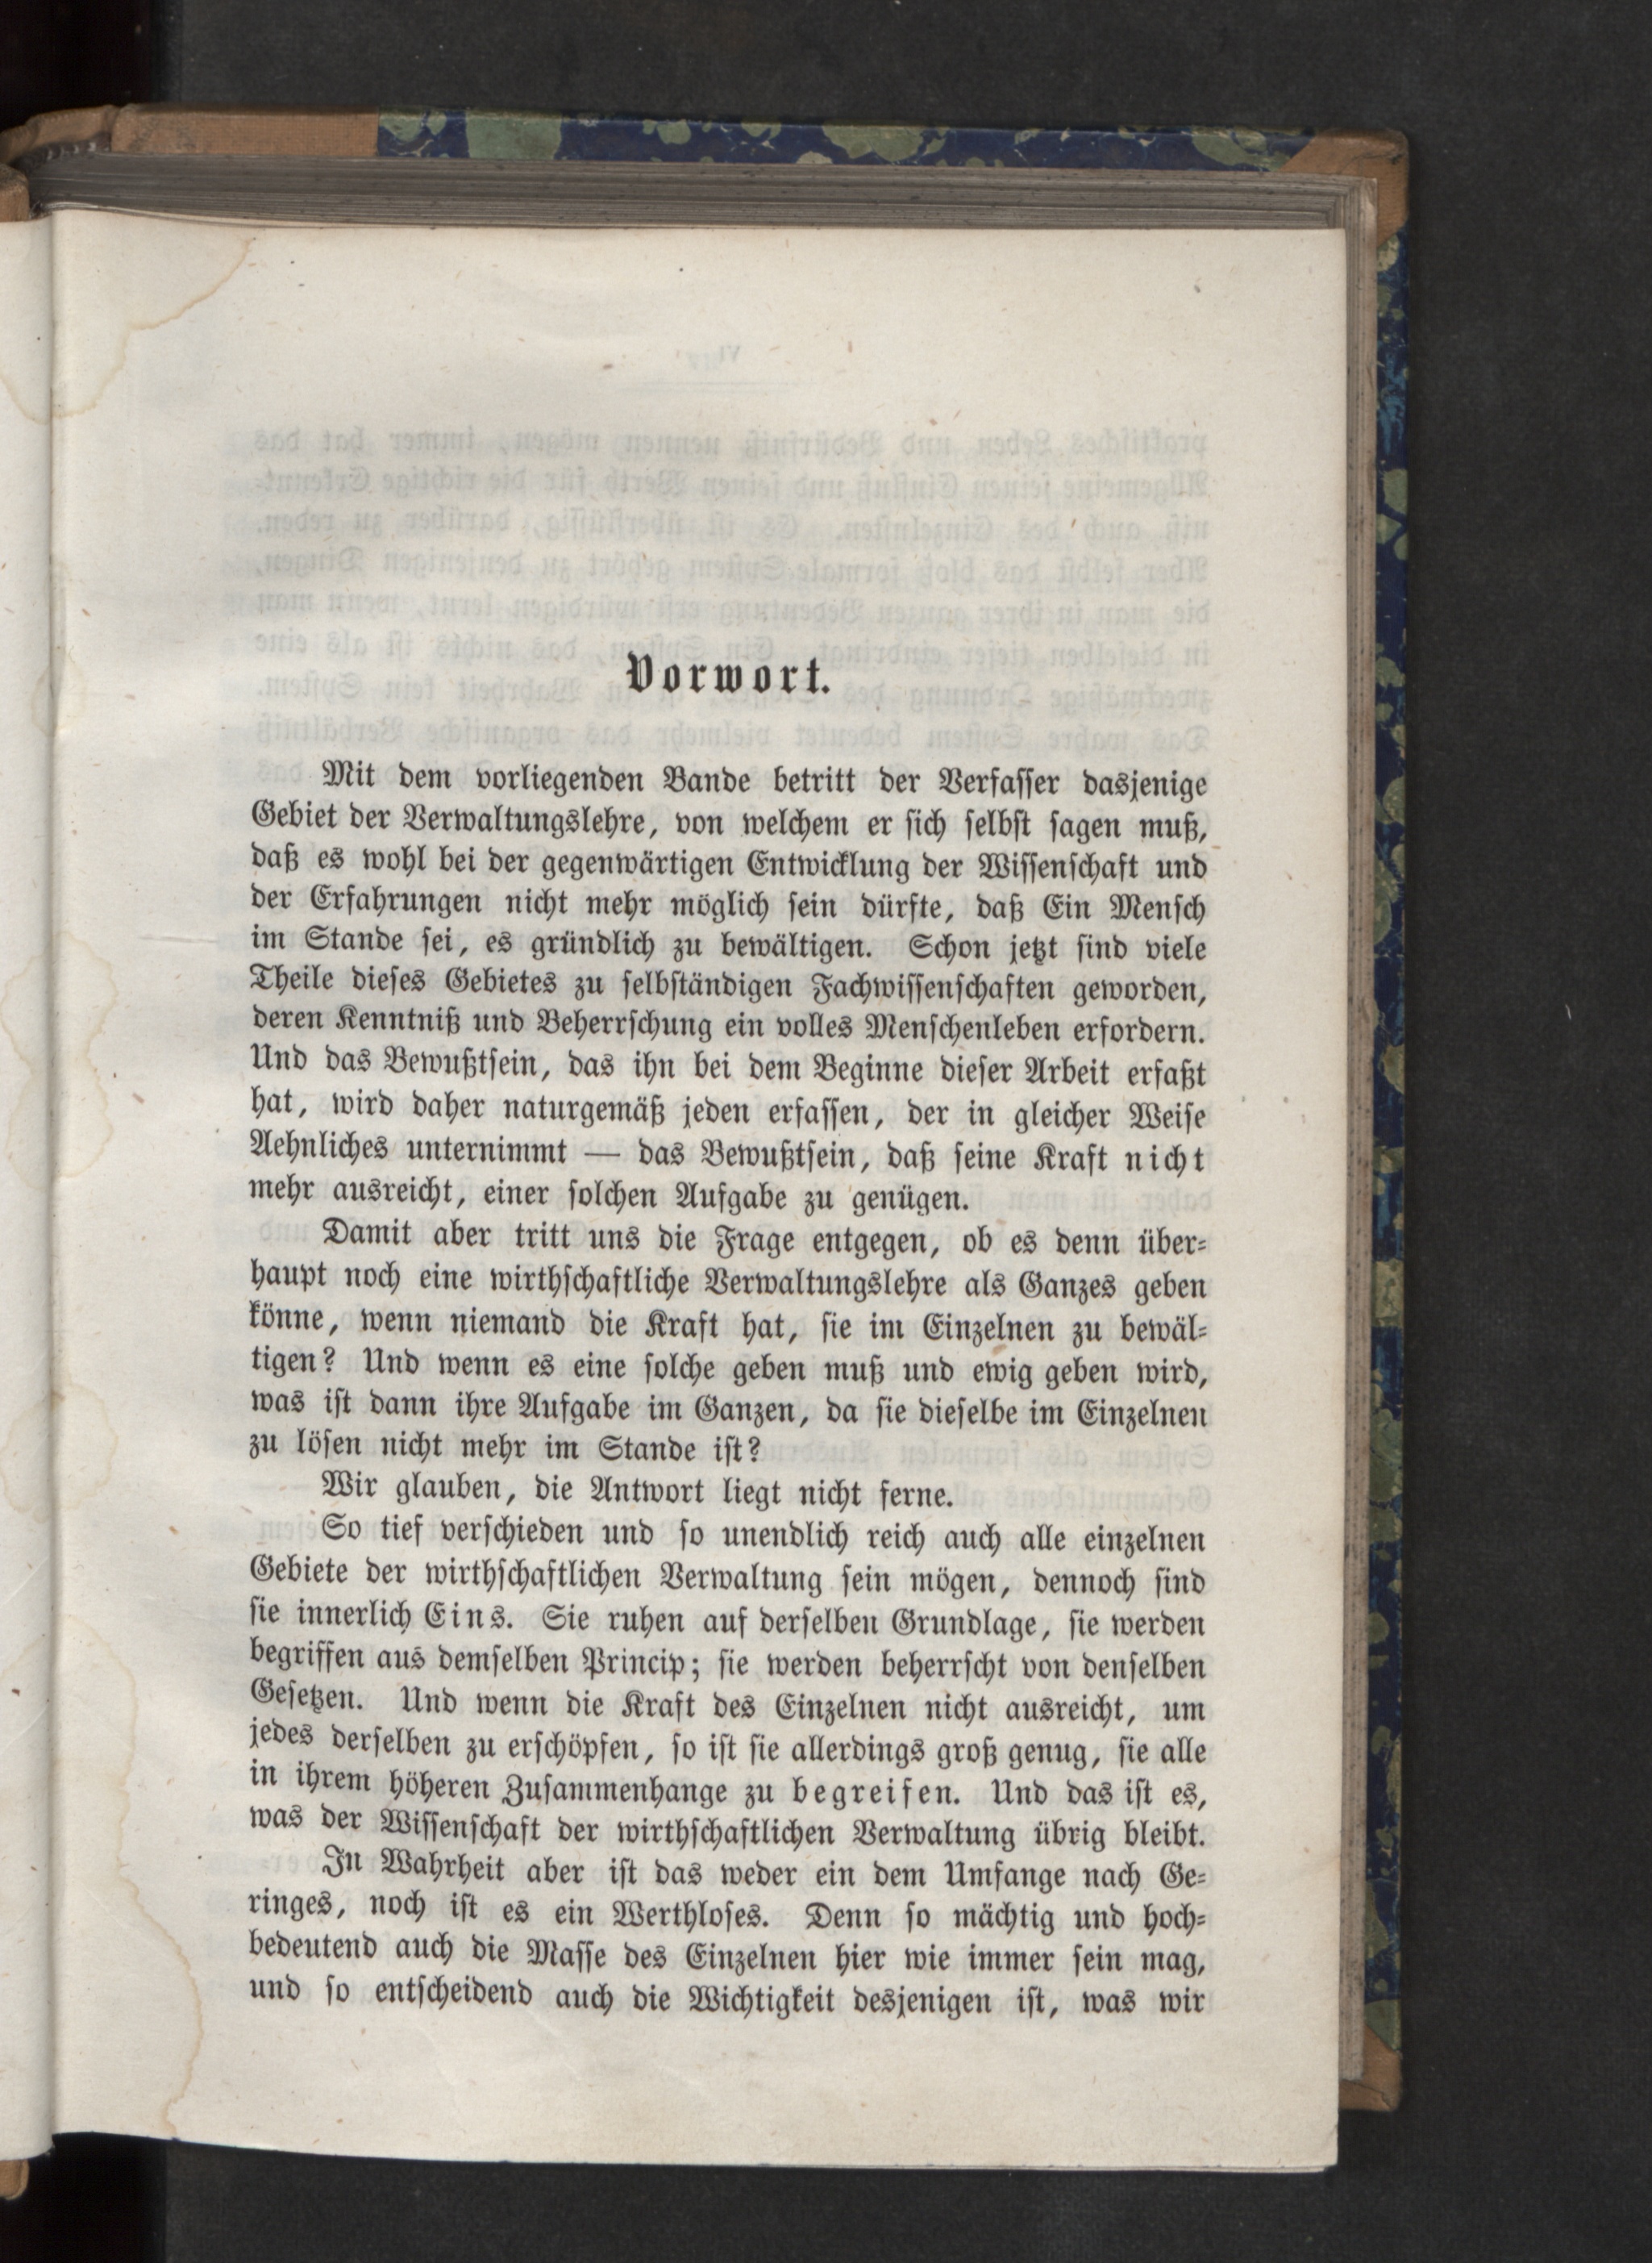 Vorwort.
Mit dem vorliegenden Bande betritt der Verfasser dasjenige
Gebiet der Verwaltungslehre, von welchem er sich selbst sagen muß,
daß es wohl bei der gegenwärtigen Entwicklung der Wissenschaft und
der Erfahrungen nicht mehr möglich sein dürfte, daß Ein Mensch
im Stande sei, es gründlich zu bewältigen. Schon jetzt sind viele
Theile dieses Gebietes zu selbständigen Fachwissenschaften geworden,
deren Kenntniß und Beherrschung ein volles Menschenleben erfordern.
Und das Bewußtsein, das ihn bei dem Beginne dieser Arbeit erfaßt
hat, wird daher naturgemäß jeden erfassen, der in gleicher Weise
Aehnliches unternimmt — das Bewußtsein, daß seine Kraft nicht
mehr ausreicht, einer solchen Aufgabe zu genügen.
Damit aber tritt uns die Frage entgegen, ob es denn über-
haupt noch eine wirthschaftliche Verwaltungslehre als Ganzes geben
könne, wenn niemand die Kraft hat, sie im Einzelnen zu bewäl-
tigen? Und wenn es eine solche geben muß und ewig geben wird,
was ist dann ihre Aufgabe im Ganzen, da sie dieselbe im Einzelnen
zu lösen nicht mehr im Stande ist?
Wir glauben, die Antwort liegt nicht ferne.
So tief verschieden und so unendlich reich auch alle einzelnen
Gebiete der wirthschaftlichen Verwaltung sein mögen, dennoch sind
sie innerlich Eins. Sie ruhen auf derselben Grundlage, sie werden
begriffen aus demselben Princip; sie werden beherrscht von denselben
Gesetzen. Und wenn die Kraft des Einzelnen nicht ausreicht, um
jedes derselben zu erschöpfen, so ist sie allerdings groß genug, sie alle
in ihrem höheren Zusammenhange zu begreifen. Und das ist es,
was der Wissenschaft der wirthschaftlichen Verwaltung übrig bleibt.
In Wahrheit aber ist das weder ein dem Umfange nach Ge-
ringes, noch ist es ein Werthloses. Denn so mächtig und hoch-
bedeutend auch die Masse des Einzelnen hier wie immer sein mag,
und so entscheidend auch die Wichtigkeit desjenigen ist, was wir